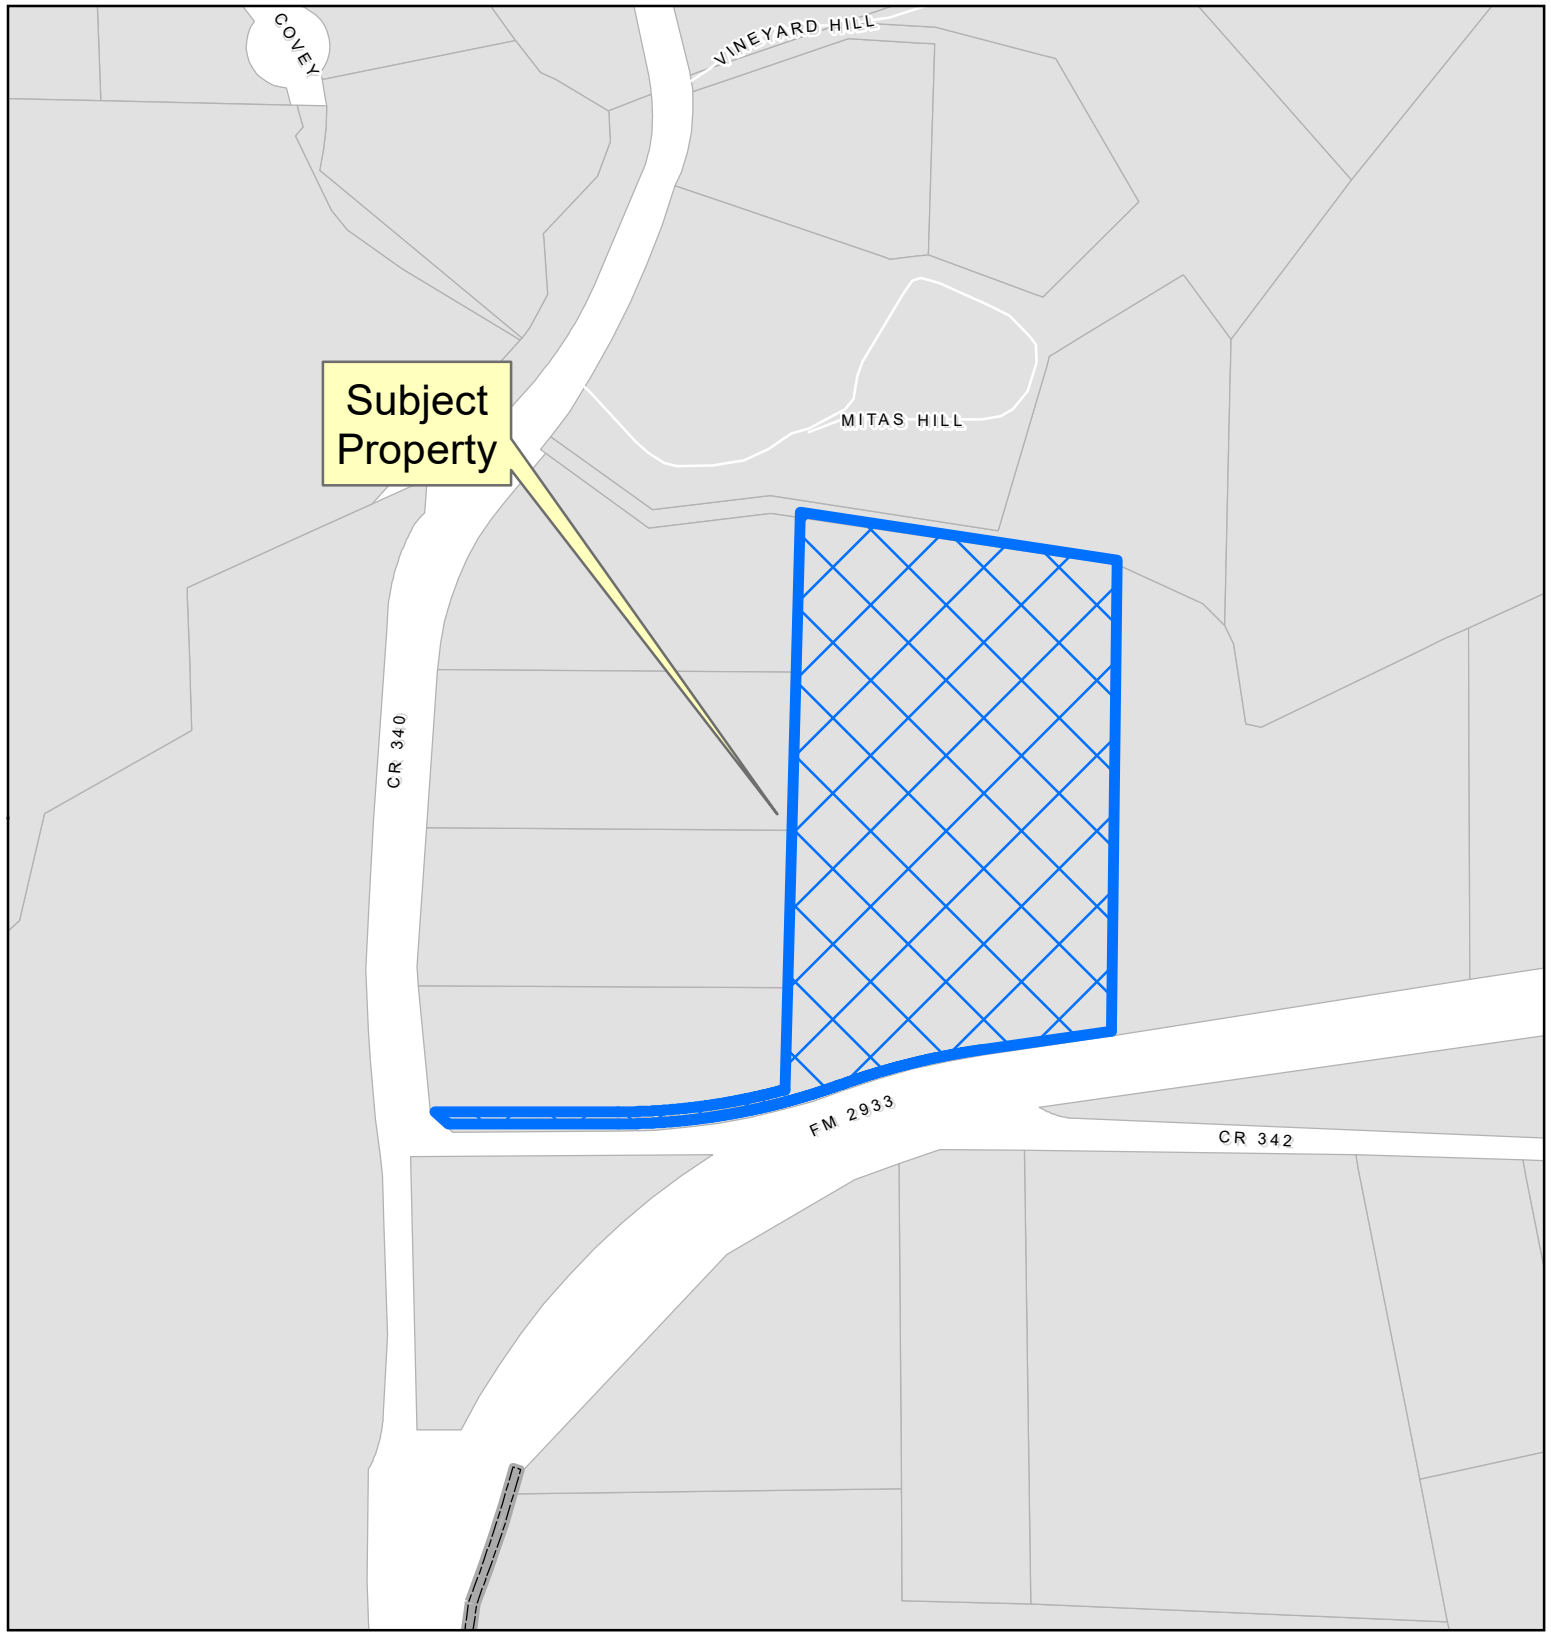 COVEY
VINEYARD HILL
Subject
Property
MITAS HILL
CR 340
FM 2933
CR 342